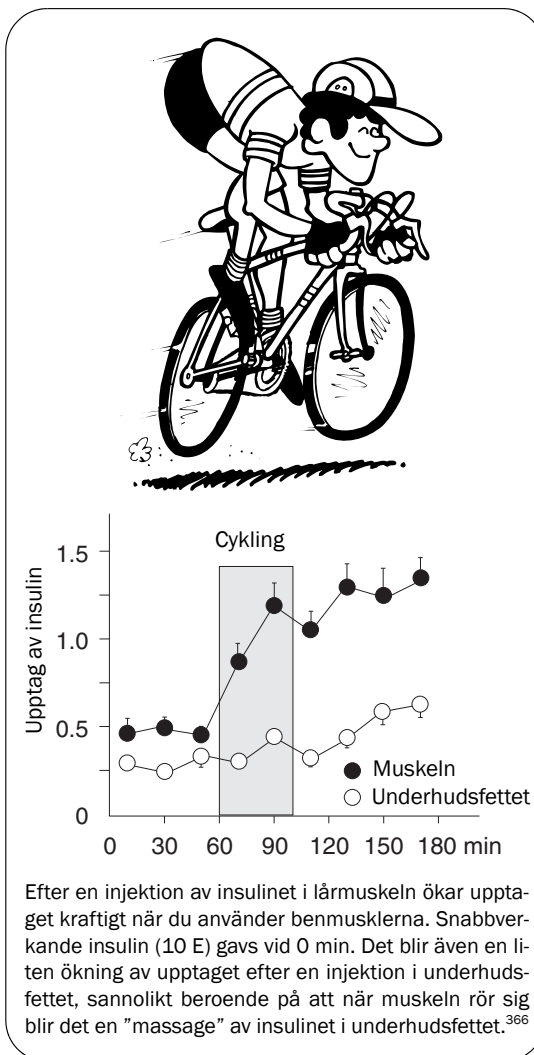 Cykling
Upptag av insulin
1.5
1.0
0.5
0
Muskeln
Underhudsfettet
0 30 60 90 120 150 180 min
Efter en injektion av insulinet i lårmuskeln ökar uppta-
get kraftigt när du använder benmusklerna. Snabbver-
kande insulin (10 E) gavs vid 0 min. Det blir även en li-
ten ökning av upptaget efter en injektion i underhuds-
fettet, sannolikt beroende på att när muskeln rör sig
blir det en ”massage” av insulinet i underhudsfettet.366